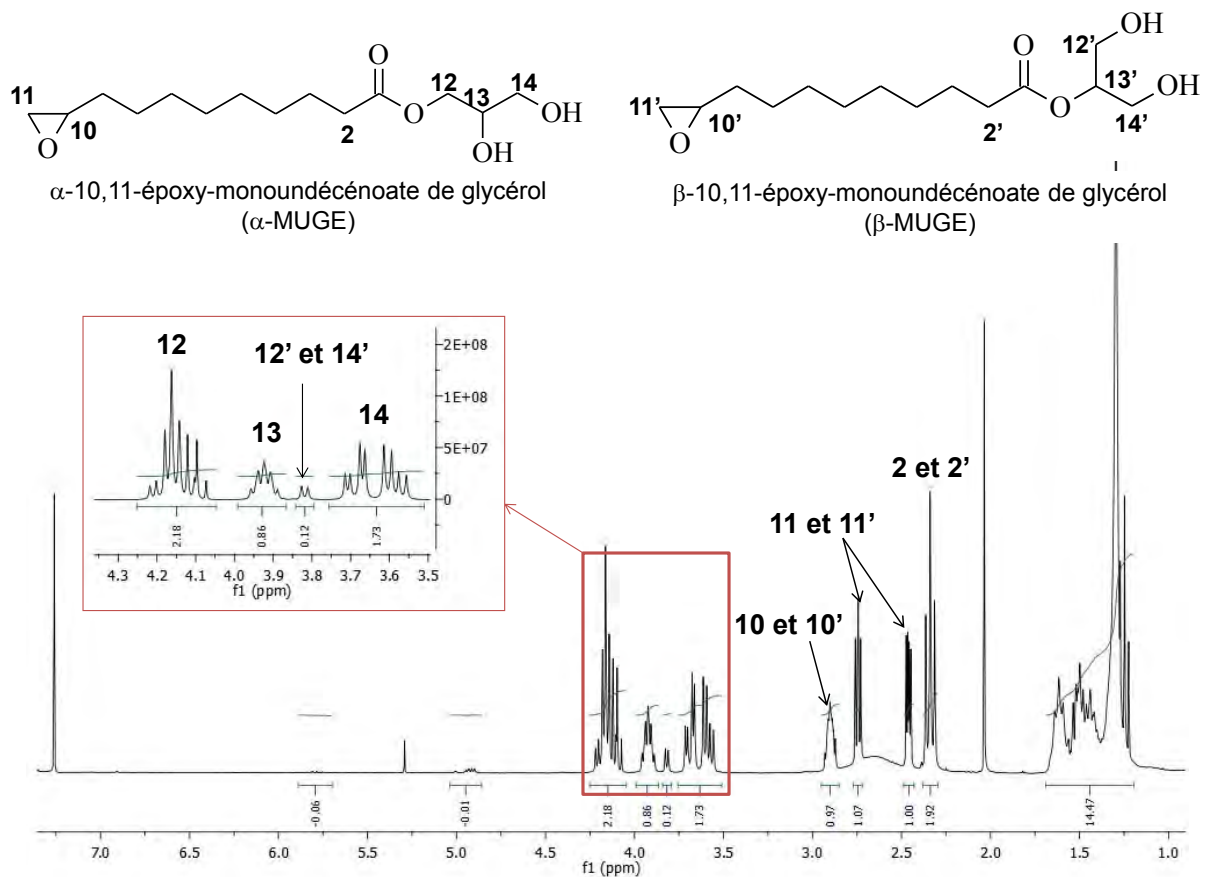 O
12
14
11
13
OH
10
O
2
O
OH
α-10,11-époxy-monoundécénoate de glycérol
(α-MUGE)
OH
12'
O
13'
OH
11'
O
O
10'
2'
14'
β-10,11-époxy-monoundécénoate de glycérol
(β-MUGE)
12
12' et 14'
13
14
2E+08
1E+08
5E+07
0
2.18
0.86
0.12
1.73
4.3 4.2 4.1 4.0 3.9 3.8 3.7 3.6 3.5
f1 (ppm)
2 et 2'
11 et 11'
10 et 10'
-0.06
-0.01
2.18
0.86
0.12
1.73
0.97
1.07
1.00
1.92
14.47
7.0 6.5 6.0 5.5 5.0 4.5 4.0 3.5 3.0 2.5 2.0 1.5 1.0
f1 (ppm)